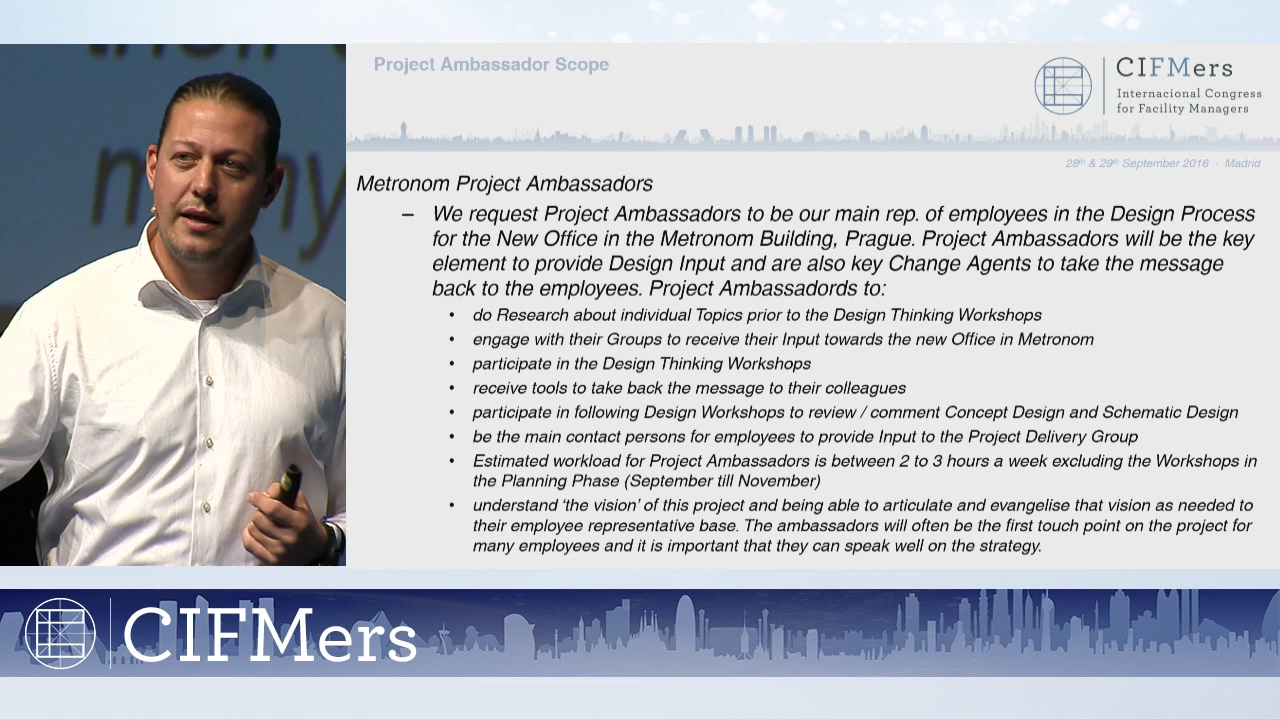 their
many
Project Ambassador Scope
CIFMers
Internacional Congress
for Facility Managers
28th & 29th September 2016 · Madrid
Metronom Project Ambassadors
– We request Project Ambassadors to be our main rep. of employees in the Design Process
for the New Office in the Metronom Building, Prague. Project Ambassadors will be the key
element to provide Design Input and are also key Change Agents to take the message
back to the employees. Project Ambassadords to:
• do Research about individual Topics prior to the Design Thinking Workshops
• engage with their Groups to receive their Input towards the new Office in Metronom
• participate in the Design Thinking Workshops
• receive tools to take back the message to their colleagues
• participate in following Design Workshops to review / comment Concept Design and Schematic Design
• be the main contact persons for employees to provide Input to the Project Delivery Group
• Estimated workload for Project Ambassadors is between 2 to 3 hours a week excluding the Workshops in
the Planning Phase (September till November)
• understand ‘the vision’ of this project and being able to articulate and evangelise that vision as needed to
their employee representative base. The ambassadors will often be the first touch point on the project for
many employees and it is important that they can speak well on the strategy.
CIFMers